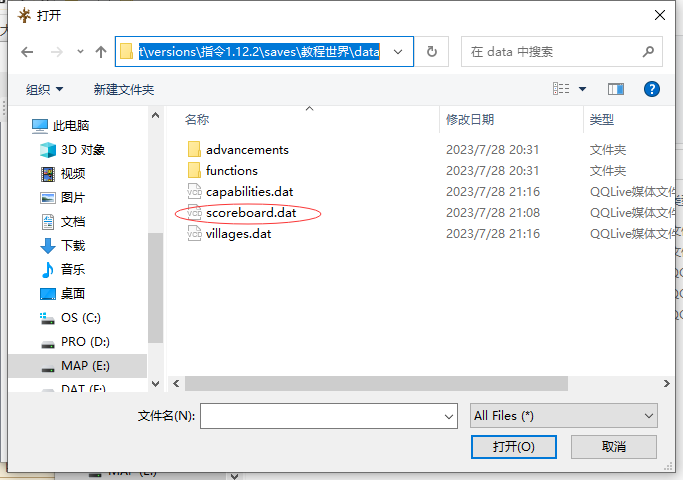 打开
t\versions\指令1.12.2\saves\教程世界\data
在 data 中搜索
组织
新建文件夹
名称
修改日期
类型
此电脑
3D 对象
视频
图片
文档
下载
音乐
桌面
OS (C:)
PRO (D:)
MAP (E:)
DAT (F:)
advancements
2023/7/28 20:31
文件夹
functions
2023/7/28 20:31
文件夹
capabilities.dat
2023/7/28 21:16
QQLive媒体文件
scoreboard.dat
2023/7/28 21:08
QQLive媒体文件
villages.dat
2023/7/28 21:16
QQLive媒体文件
文件名(N):
All Files (*)
打开(O)
取消